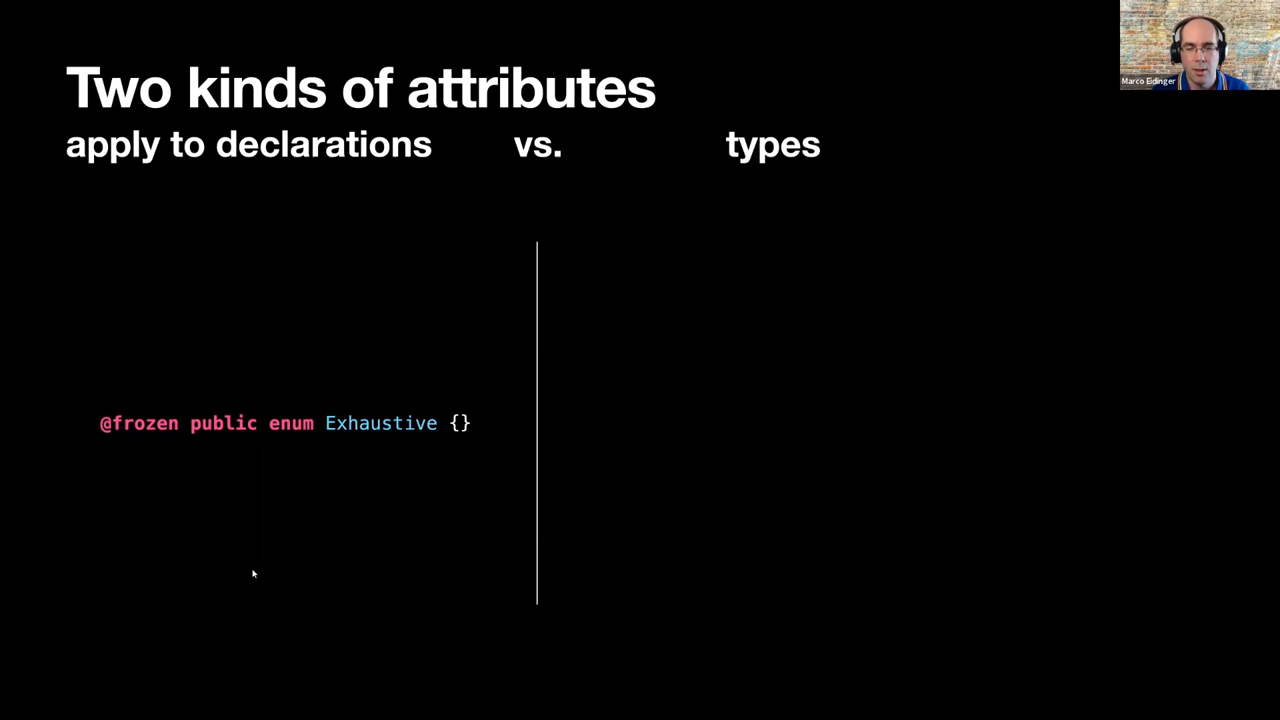 Two kinds of attributes
apply to declarations vs. types
@frozen public enum Exhaustive {}
Marco Eidinger